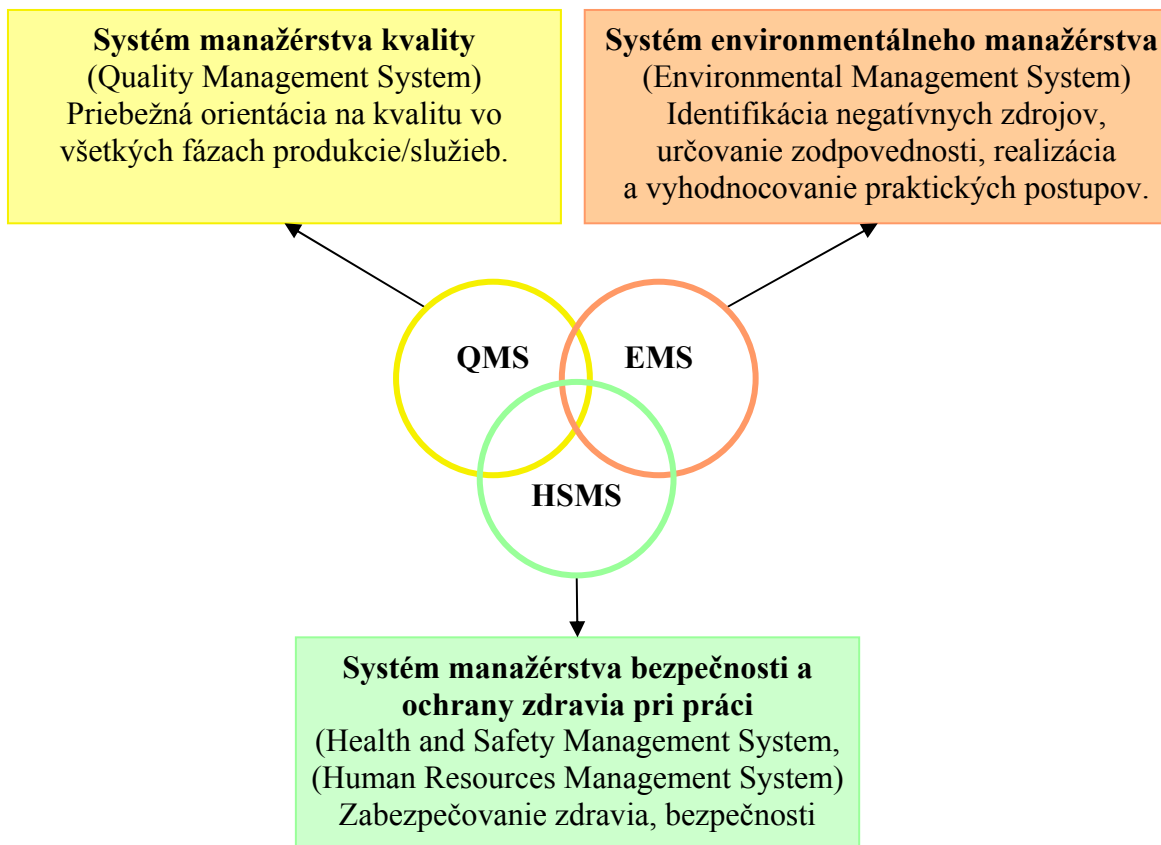 Systém manažérstva kvality
(Quality Management System)
Priebežná orientácia na kvalitu vo
všetkých fázach produkcie/služieb.
Systém environmentálneho manažérstva
(Environmental Management System)
Identifikácia negatívnych zdrojov,
určovanie zodpovednosti, realizácia
a vyhodnocovanie praktických postupov.
QMS
EMS
HSMS
Systém manažérstva bezpečnosti a
ochrany zdravia pri práci
(Health and Safety Management System,
(Human Resources Management System)
Zabezpečovanie zdravia, bezpečnosti